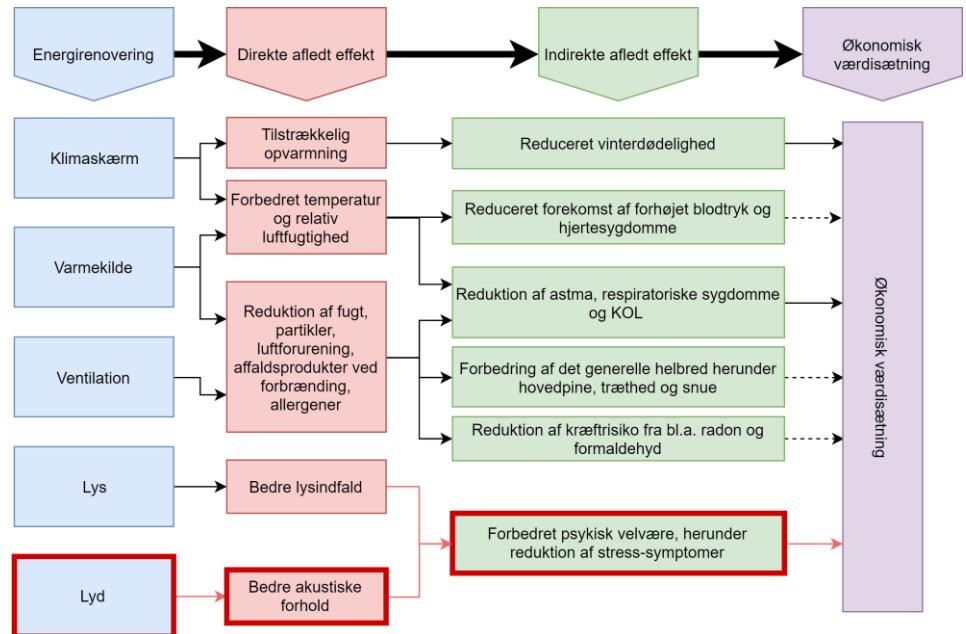 Energirenovering
Direkte afledt effekt
Indirekte afledt effekt
Økonomisk
værdisætning
Klimaskærm
Tilstrækkelig
opvarmning
Reduceret vinterdødelighed
Forbedret temperatur
og relativ
luftfugtighed
Reduceret forekomst af forhøjet blodtryk og
hjertesygdomme
Varmekilde
Reduktion af fugt,
partikler,
luftforurening,
affaldsprodukter ved
forbrænding,
allergener
Reduktion af astma, respiratoriske sygdomme
og KOL
Ventilation
Forbedring af det generelle helbred herunder
hovedpine, træthed og snue
Reduktion af kræftrisiko fra bl.a. radon og
formaldehyd
Lys
Bedre lysindfald
Forbedret psykisk velvære, herunder
reduktion af stress-symptomer
Lyd
Bedre akustiske
forhold
Økonomisk værdisætning